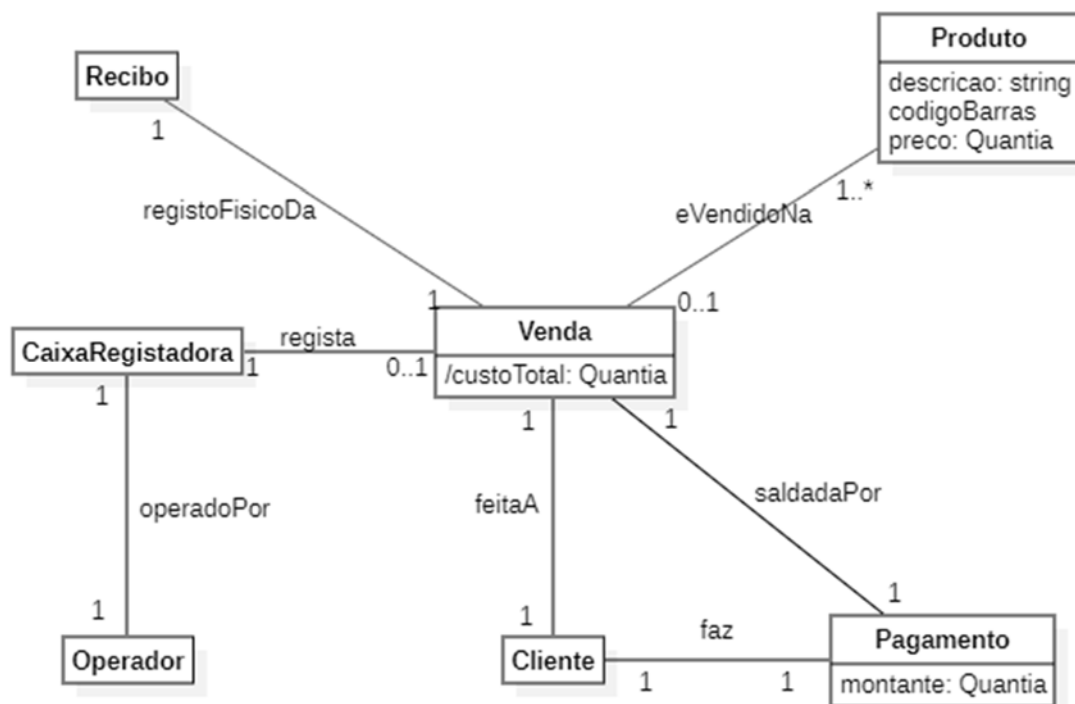 Produto
descricao: string
codigoBarras
preco: Quantia
Recibo
1
1..*
registoFisicoDa
eVendidoNa
1
0..1
CaixaRegistadora
1
regista
0..1
Venda
/custoTotal: Quantia
1
1
1
operadoPor
feitaA
saldadaPor
1
1
1
Operador
Cliente
1
faz
1
Pagamento
montante: Quantia